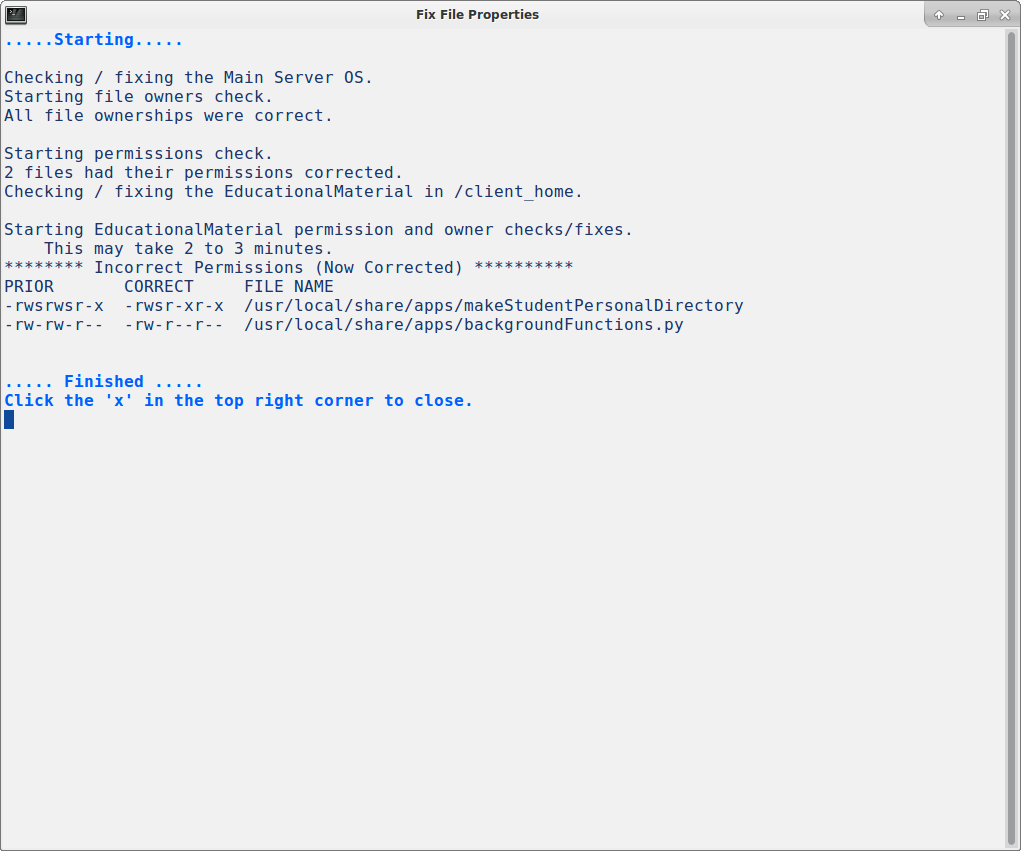 Fix File Properties
.....Starting.....
Checking / fixing the Main Server OS.
Starting file owners check.
All file ownerships were correct.
Starting permissions check.
2 files had their permissions corrected.
Checking / fixing the EducationalMaterial in /client_home.
Starting EducationalMaterial permission and owner checks/fixes.
    This may take 2 to 3 minutes.
******** Incorrect Permissions (Now Corrected) **********
PRIOR       CORRECT     FILE NAME
-rwsrwsr-x  -rwsr-xr-x  /usr/local/share/apps/makeStudentPersonalDirectory
-rw-rw-r--  -rw-r--r--  /usr/local/share/apps/backgroundFunctions.py
..... Finished .....
Click the 'x' in the top right corner to close.